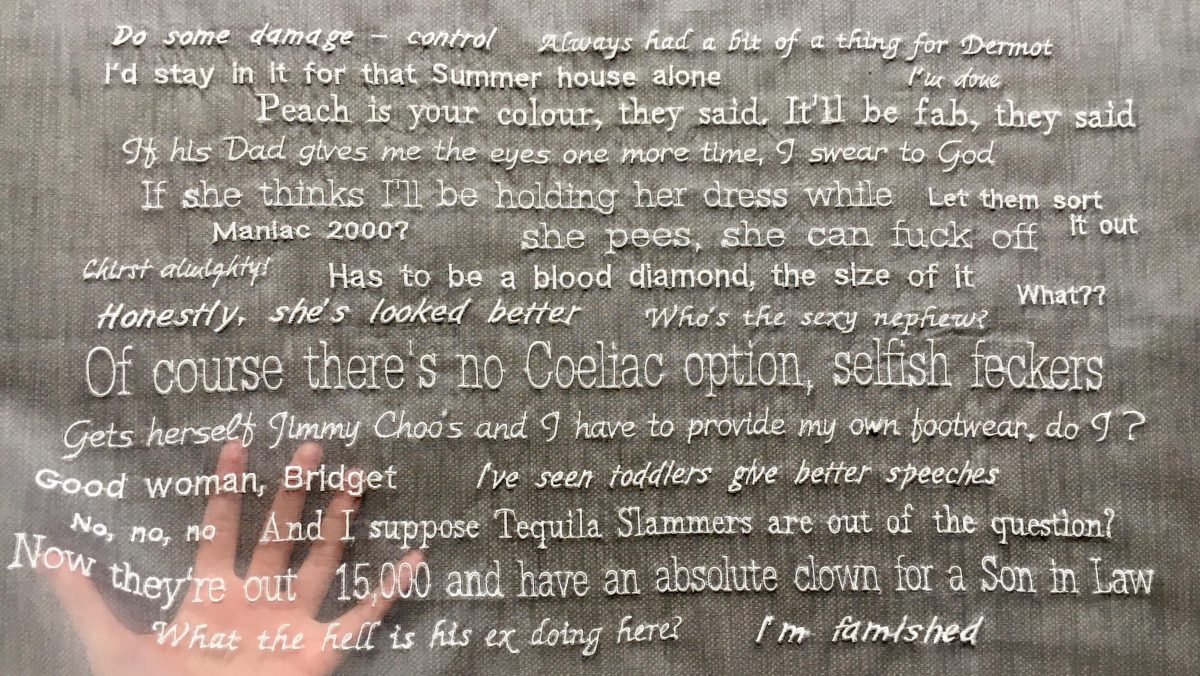 Do some damage – control Always had a bit of a thing for Dermot
I'd stay in it for that Summer house alone I'm done
Peach is your colour, they said. It'll be fab, they said
If his Dad gives me the eyes one more time, I swear to God
If she thinks I'll be holding her dress while
she pees, she can fuck off
Let them sort
it out
Maniac 2000?
Chirst almighty!
Has to be a blood diamond, the size of it
What??
Honestly, she's looked better Who's the sexy nephew?
Of course there's no Coeliac option, selfish feckers
Gets herself Jimmy Choo's and I have to provide my own footwear, do I?
Good woman, Bridget I've seen toddlers give better speeches
No, no, no And I suppose Tequila Slammers are out of the question?
Now they're out 15,000 and have an absolute clown for a Son in Law
What the hell is his ex doing here? I'm famished